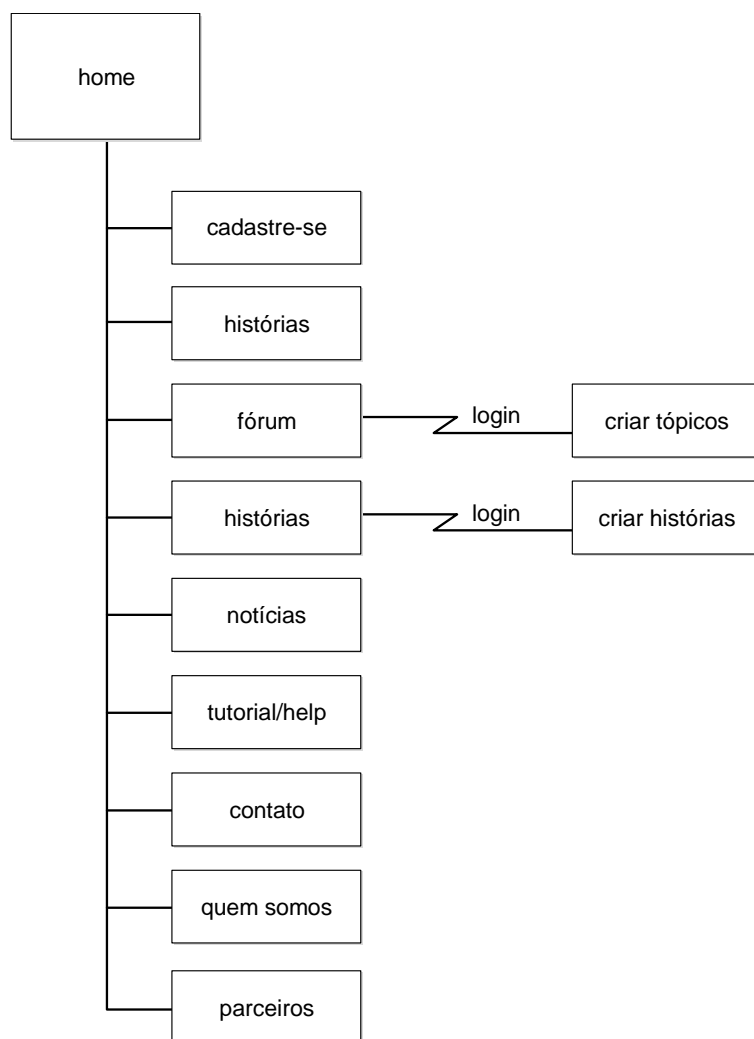 home
cadastre-se
histórias
fórum
login
criar tópicos
histórias
login
criar histórias
notícias
tutorial/help
contato
quem somos
parceiros